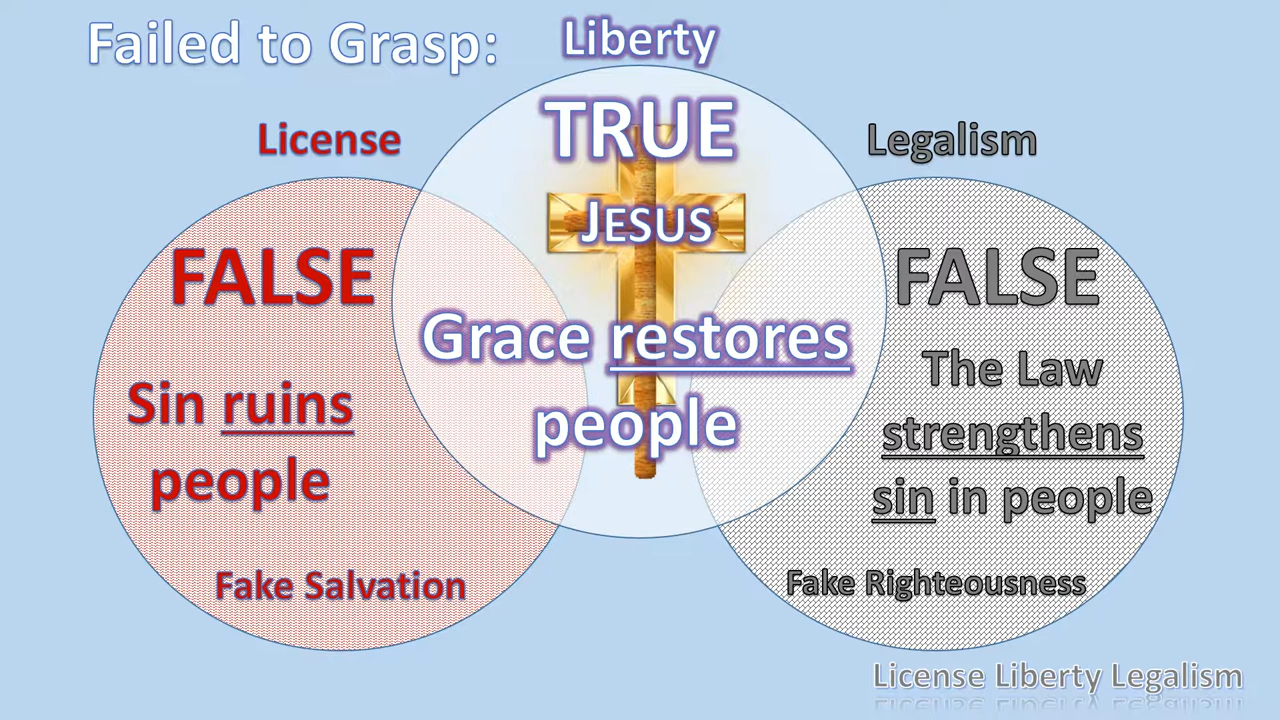 Failed to Grasp:
Liberty
License
FALSE
Sin ruins
people
Fake Salvation
TRUE
JESUS
Grace restores
people
Legalism
FALSE
The Law
strengthens
sin in people
Fake Righteousness
License Liberty Legalism